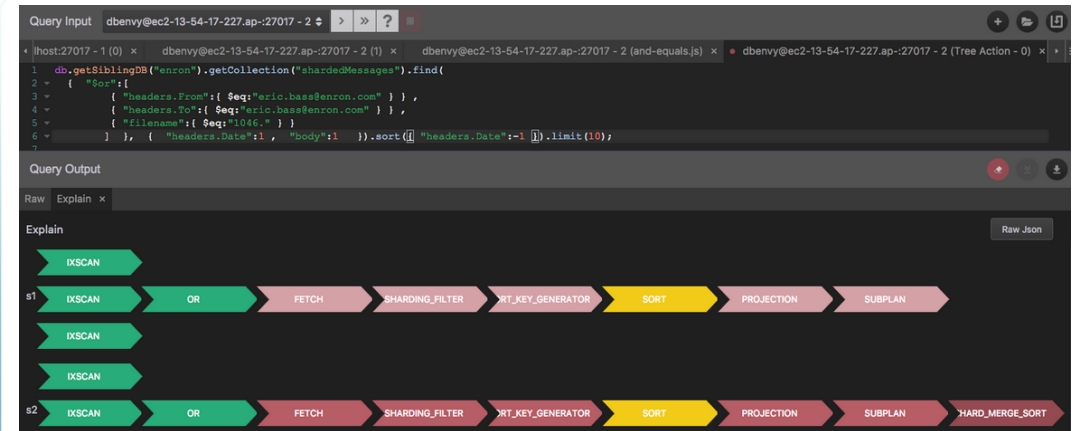 Query Input dbenvy@ec2-13-54-17-227.ap-:27017 - 2 > » ?
lhost:27017 - 1 (0) × dbenvy@ec2-13-54-17-227.ap-:27017 - 2 (1) × dbenvy@ec2-13-54-17-227.ap-:27017 - 2 (and-equals.js) × dbenvy@ec2-13-54-17-227.ap-:27017 - 2 (Tree Action - 0) ×
1 db.getSiblingDB("enron").getCollection("shardedMessages").find(
2 { "$or":[
3 { "headers.From":{ $eq:"eric.bass@enron.com" } } ,
4 { "headers.To":{ $eq:"eric.bass@enron.com" } } ,
5 { "filename":{ $eq:"1046." } }
6 ] }, { "headers.Date":1 , "body":1 }).sort({ "headers.Date":-1 }).limit(10);
7
Query Output
Raw Explain ×
Explain Raw Json
IXSCAN
s1 IXSCAN OR FETCH SHARDING_FILTER RT_KEY_GENERATOR SORT PROJECTION SUBPLAN
IXSCAN
IXSCAN
s2 IXSCAN OR FETCH SHARDING_FILTER RT_KEY_GENERATOR SORT PROJECTION SUBPLAN HARD_MERGE_SORT